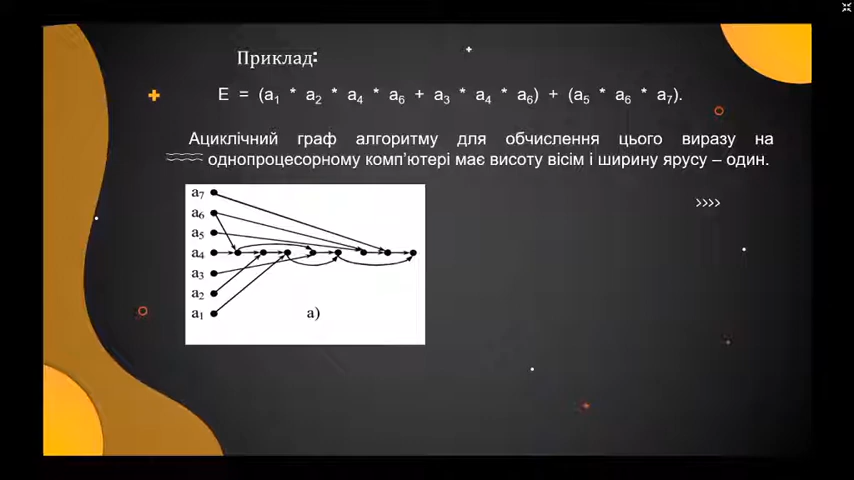 Приклад:
E = (a₁ * a₂ * a₄ * a₆ + a₃ * a₄ * a₆) + (a₅ * a₆ * a₇).
Ациклічний граф алгоритму для обчислення цього виразу на
однопроцесорному комп’ютері має висоту вісім і ширину ярусу – один.
a₇
a₆
a₅
a₄
a₃
a₂
a₁
а)